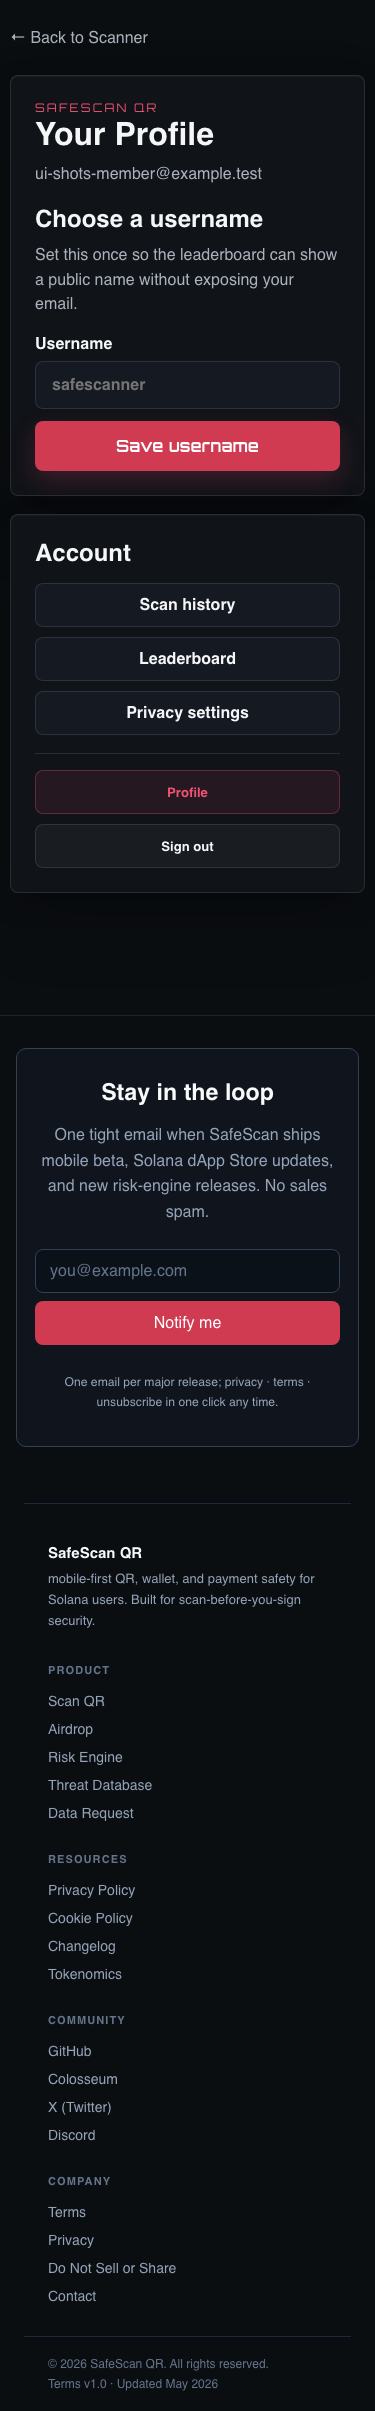 ← Back to Scanner
SAFESCAN QR
Your Profile
ui-shots-member@example.test
Choose a username
Set this once so the leaderboard can show
a public name without exposing your
email.
Username
safescanner
Save username
Account
Scan history
Leaderboard
Privacy settings
Profile
Sign out
Stay in the loop
One tight email when SafeScan ships
mobile beta, Solana dApp Store updates,
and new risk-engine releases. No sales
spam.
you@example.com
Notify me
One email per major release; privacy · terms ·
unsubscribe in one click any time.
SafeScan QR
mobile-first QR, wallet, and payment safety for
Solana users. Built for scan-before-you-sign
security.
PRODUCT
Scan QR
Airdrop
Risk Engine
Threat Database
Data Request
RESOURCES
Privacy Policy
Cookie Policy
Changelog
Tokenomics
COMMUNITY
GitHub
Colosseum
X (Twitter)
Discord
COMPANY
Terms
Privacy
Do Not Sell or Share
Contact
© 2026 SafeScan QR. All rights reserved.
Terms v1.0 · Updated May 2026